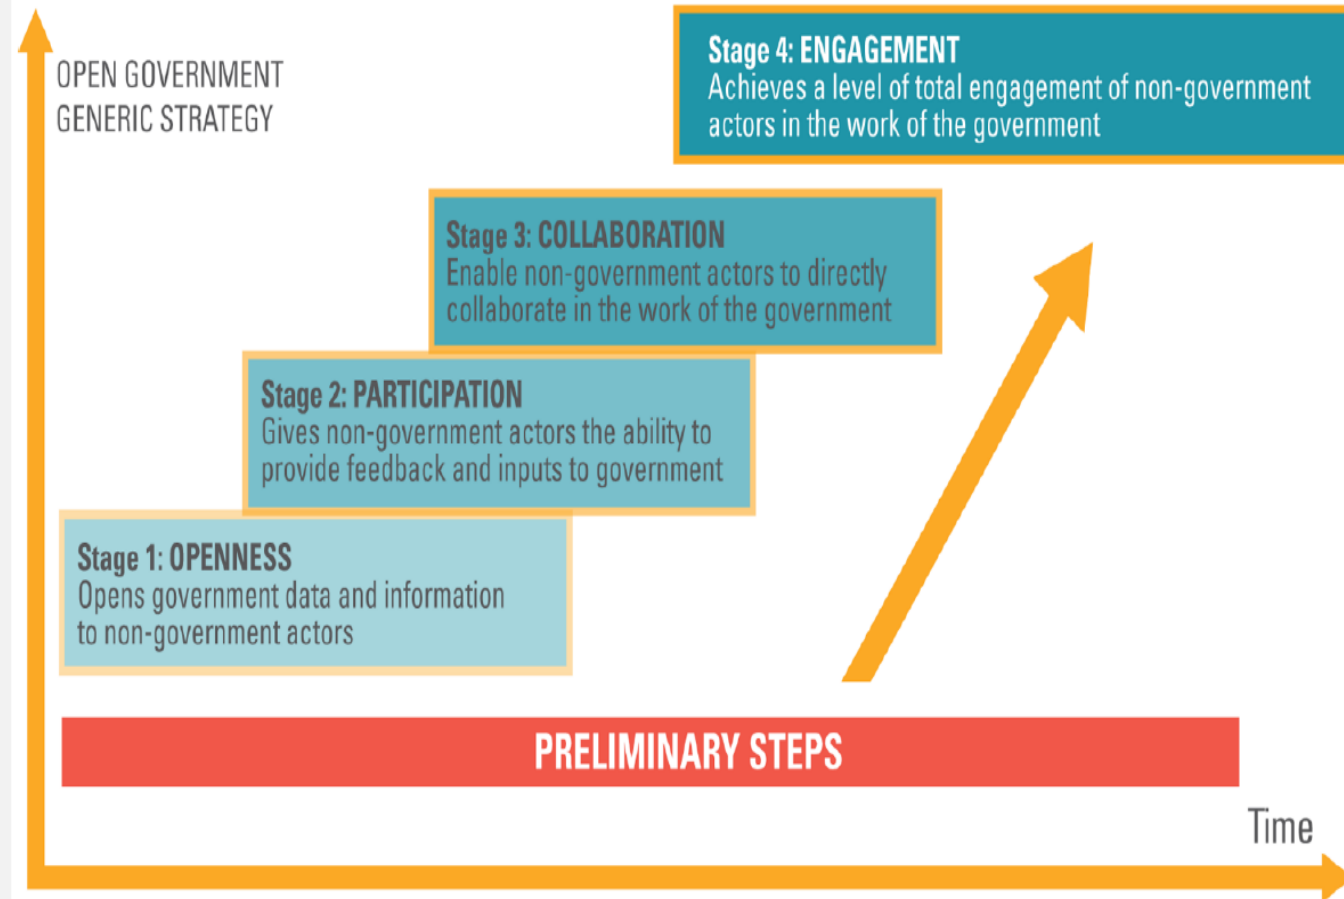 OPEN GOVERNMENT
GENERIC STRATEGY
Stage 4: ENGAGEMENT
Achieves a level of total engagement of non-government
actors in the work of the government
Stage 3: COLLABORATION
Enable non-government actors to directly
collaborate in the work of the government
Stage 2: PARTICIPATION
Gives non-government actors the ability to
provide feedback and inputs to government
Stage 1: OPENNESS
Opens government data and information
to non-government actors
PRELIMINARY STEPS
Time